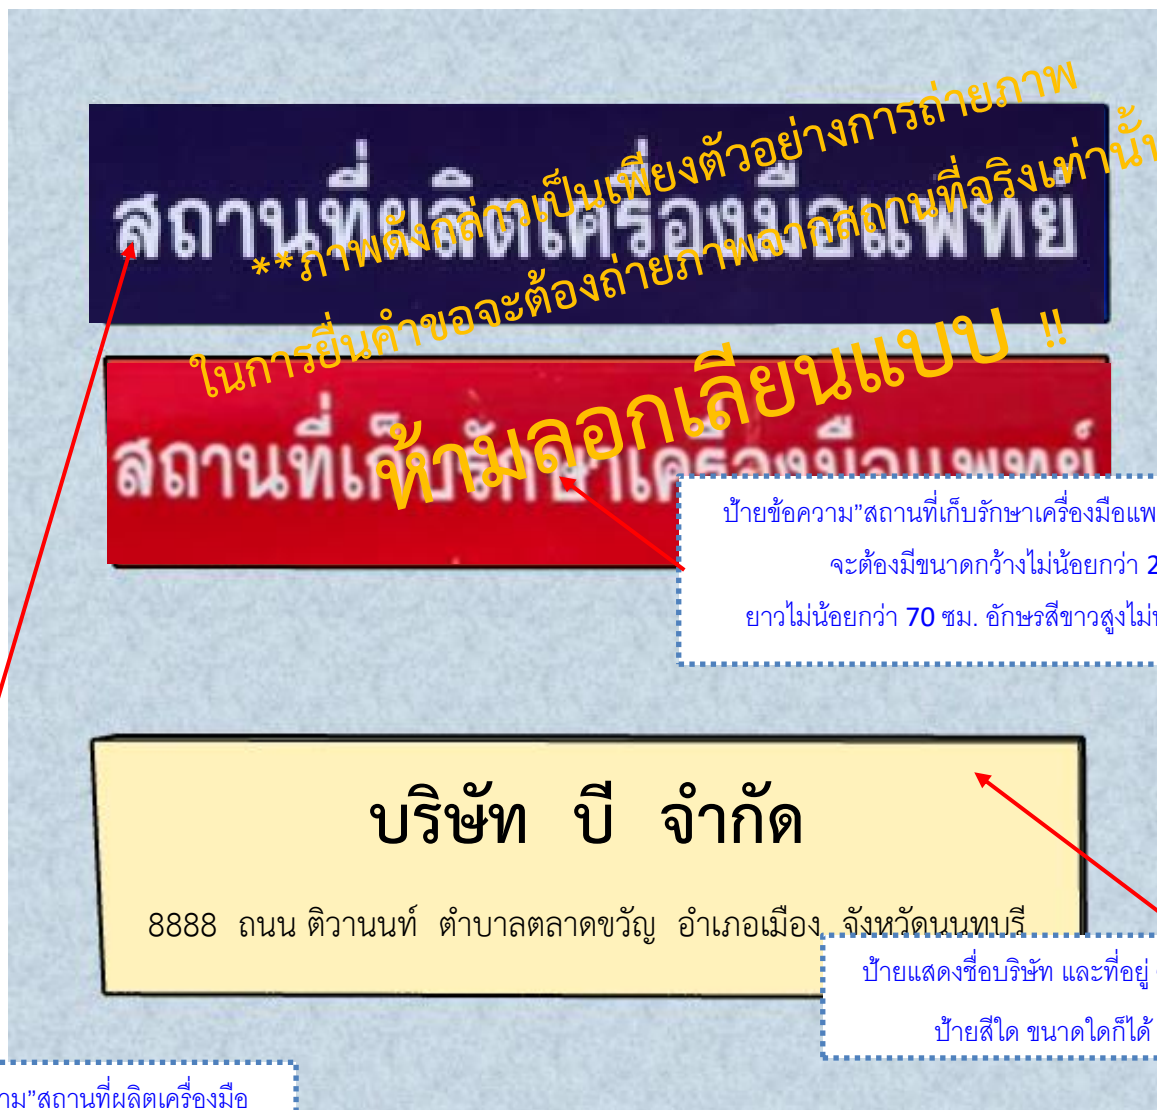 สถานที่ผลิตเครื่องมือแพทย์
**ภาพดังกล่าวเป็นเพียงตัวอย่างการถ่ายภาพ
ในการยื่นคำขอจะต้องถ่ายภาพจากสถานที่จริงเท่านั้น
ห้ามลอกเลียนแบบ !!
สถานที่เก็บรักษาเครื่องมือแพทย์
ป้ายข้อความ”สถานที่เก็บรักษาเครื่องมือแพ
จะต้องมีขนาดกว้างไม่น้อยกว่า 2
ยาวไม่น้อยกว่า 70 ซม. อักษรสีขาวสูงไม่
บริษัท บี จำกัด
8888 ถนน ติวานนท์ ตำบาลตลาดขวัญ อำเภอเมือง จังหวัดนนทบุรี
ป้ายแสดงชื่อบริษัท และที่อยู่
ป้ายสีใด ขนาดใดก็ได้
าม”สถานที่ผลิตเครื่องมือ